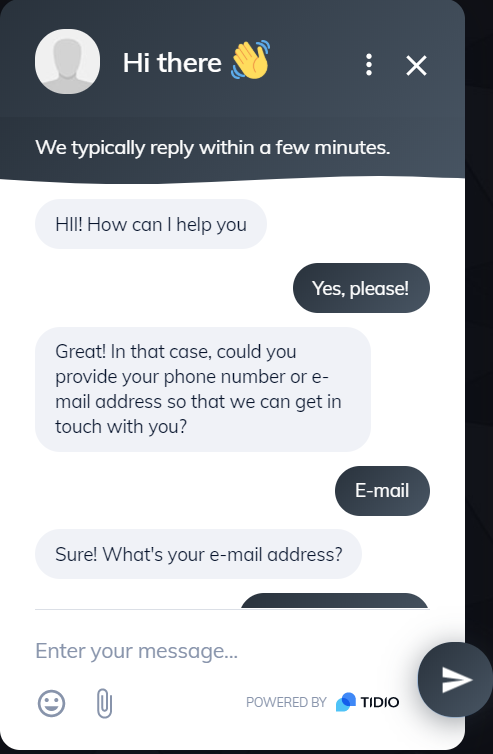 Hi there 👋
We typically reply within a few minutes.
HII! How can I help you
Yes, please!
Great! In that case, could you
provide your phone number or e-
mail address so that we can get in
touch with you?
E-mail
Sure! What's your e-mail address?
Enter your message...
POWERED BY TIDIO